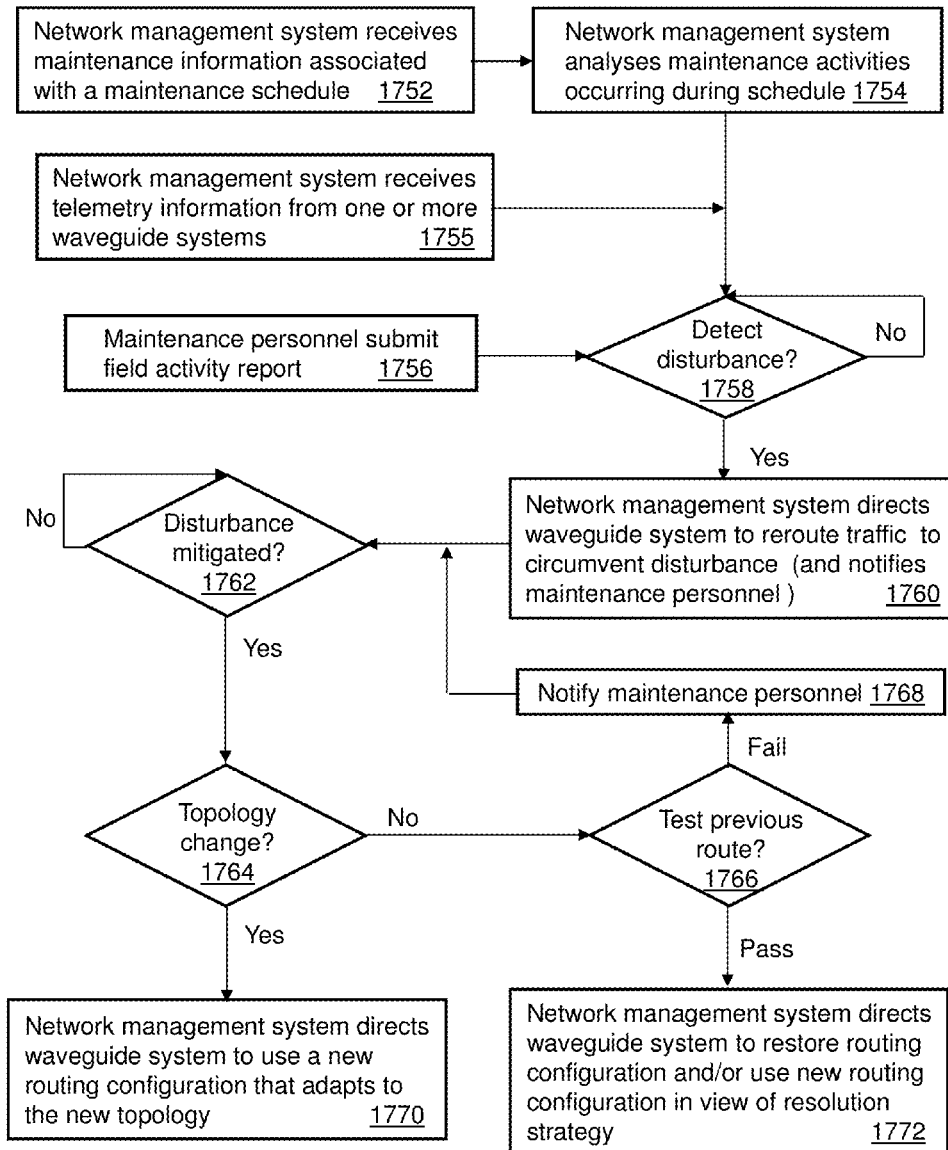 Network management system receives
maintenance information associated
with a maintenance schedule 1752
Network management system
analyses maintenance activities
occurring during schedule 1754
Network management system receives
telemetry information from one or more
waveguide systems 1755
Maintenance personnel submit
field activity report 1756
Detect
disturbance?
1758
No
Yes
No
Disturbance
mitigated?
1762
Network management system directs
waveguide system to reroute traffic to
circumvent disturbance (and notifies
maintenance personnel ) 1760
Yes
Notify maintenance personnel 1768
Fail
Topology
change?
1764
No
Test previous
route?
1766
Yes
Pass
Network management system directs
waveguide system to use a new
routing configuration that adapts to
the new topology 1770
Network management system directs
waveguide system to restore routing
configuration and/or use new routing
configuration in view of resolution
strategy 1772